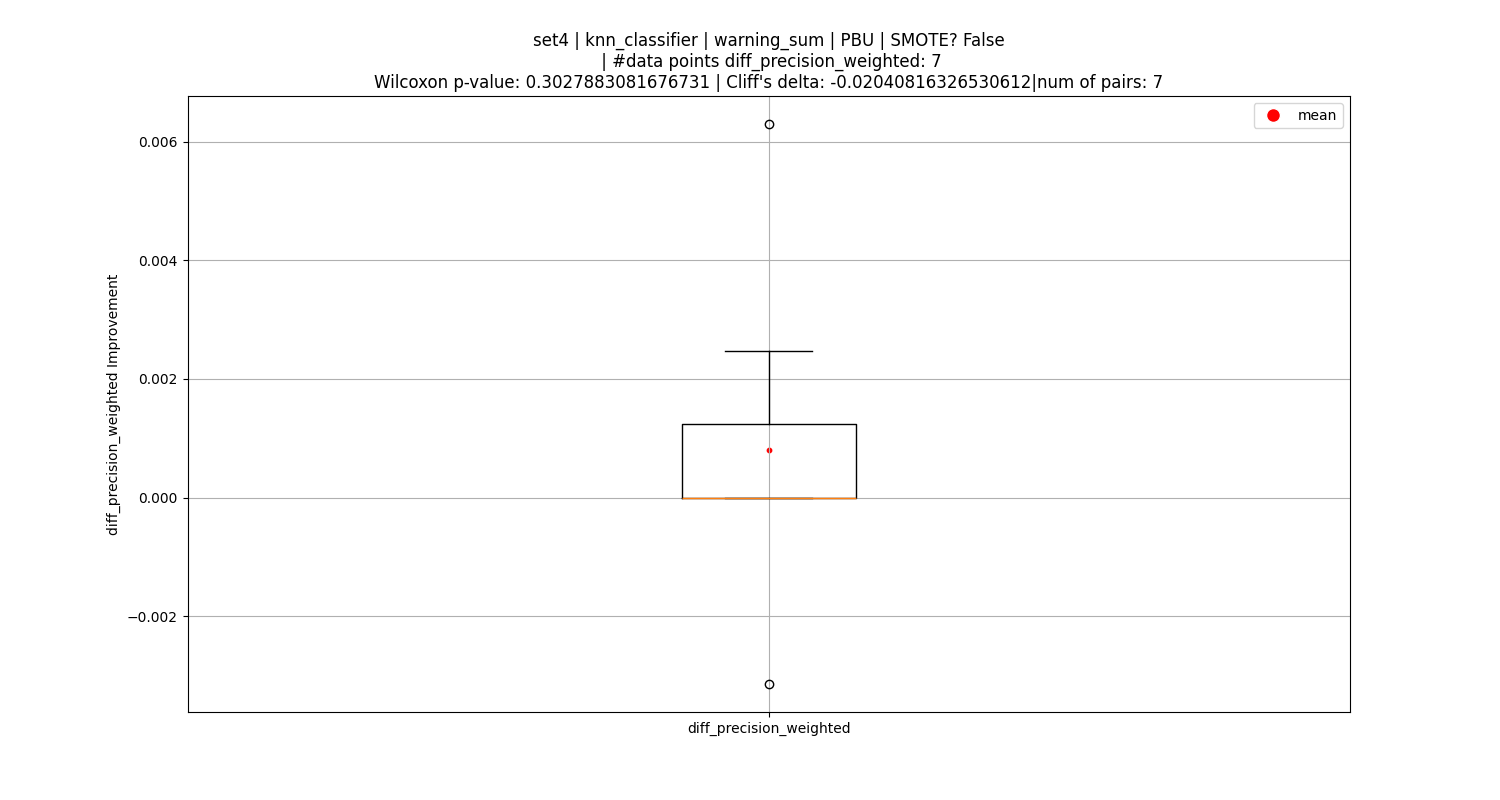 set4 | knn_classifier | warning_sum | PBU | SMOTE? False
| #data points diff_precision_weighted: 7
Wilcoxon p-value: 0.3027883081676731 | Cliff's delta: -0.02040816326530612|num of pairs: 7
mean
0.006
0.004
0.002
0.000
−0.002
diff_precision_weighted Improvement
diff_precision_weighted